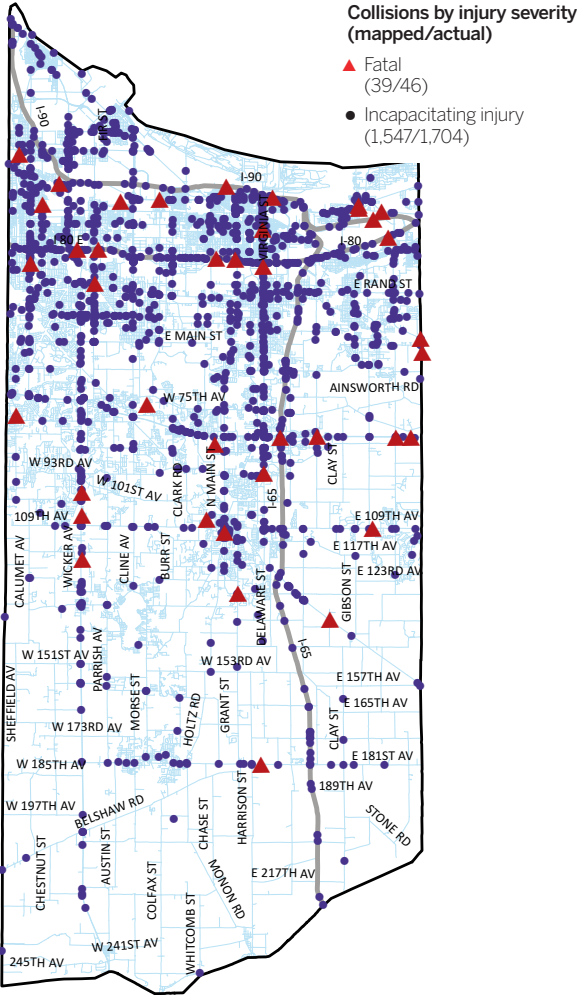 Collisions by injury severity
(mapped/actual)
Fatal
(39/46)
Incapacitating injury
(1,547/1,704)
I-90
FIR ST
I-90
VIRGINIA ST
I-80 E
I-80
E RAND ST
E MAIN ST
AINSWORTH RD
W 75TH AV
W 93RD AV
CLAY ST
W 101ST AV
CLARK RD
N MAIN ST
I-65
109TH AV
E 109TH AV
E 117TH AV
E 123RD AV
CALUMET AV
WICKER AV
CLINE AV
BURR ST
DELAWARE ST
GIBSON ST
W 151ST AV
PARRISH AV
W 153RD AV
I-65
SHEFFIELD AV
E 157TH AV
MORSE ST
HOLTZ RD
GRANT ST
E 165TH AV
W 173RD AV
CLAY ST
E 181ST AV
W 185TH AV
189TH AV
W 197TH AV
BELSHAW RD
CHASE ST
HARRISON ST
STONE RD
CHESTNUT ST
AUSTIN ST
COLFAX ST
MONON RD
E 217TH AV
WHITCOMB ST
W 241ST AV
245TH AV